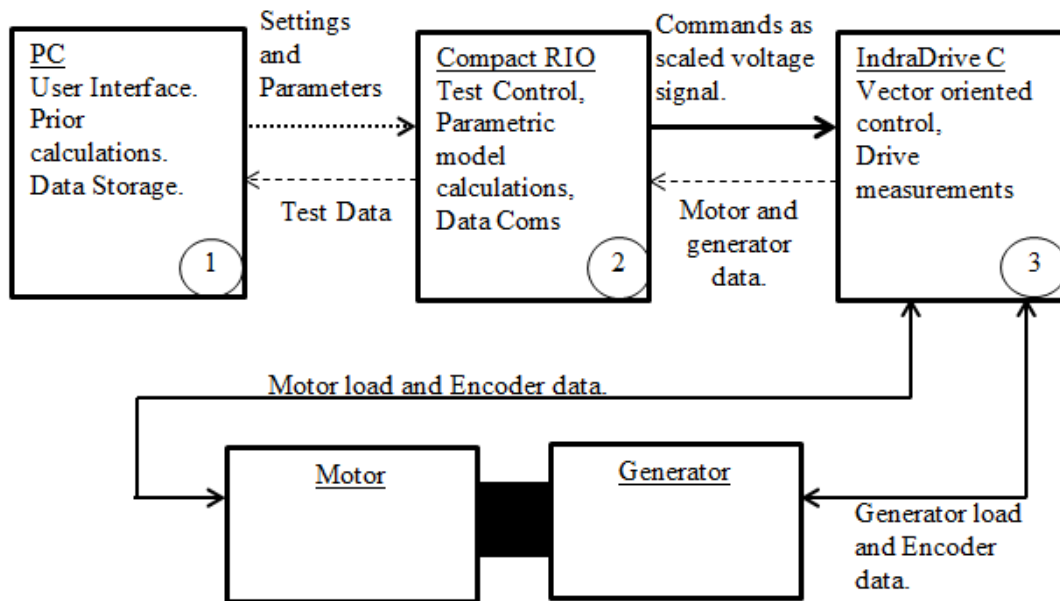 PC
User Interface.
Prior
calculations.
Data Storage.
1
Settings
and
Parameters
Test Data
Compact RIO
Test Control,
Parametric
model
calculations,
Data Coms
2
Commands as
scaled voltage
signal.
Motor and
generator
data.
IndraDrive C
Vector oriented
control,
Drive
measurements
3
Motor load and Encoder data.
Motor
Generator
Generator load
and Encoder
data.